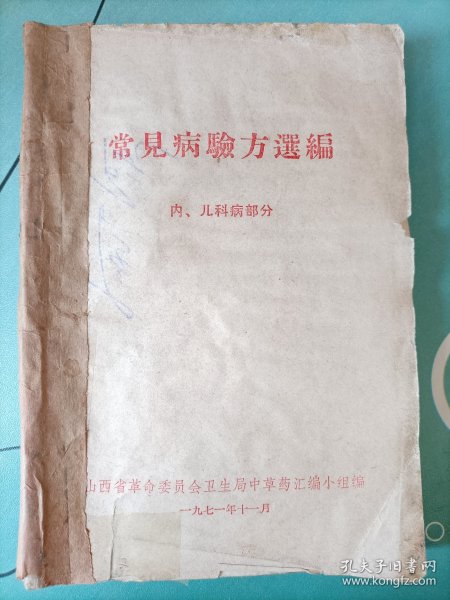 常見病驗方選編
内、儿科病部分
山西省革命委员会卫生局中草药汇编小组编
一九七一年十一月
孔夫子旧书网
www.kongfz.com